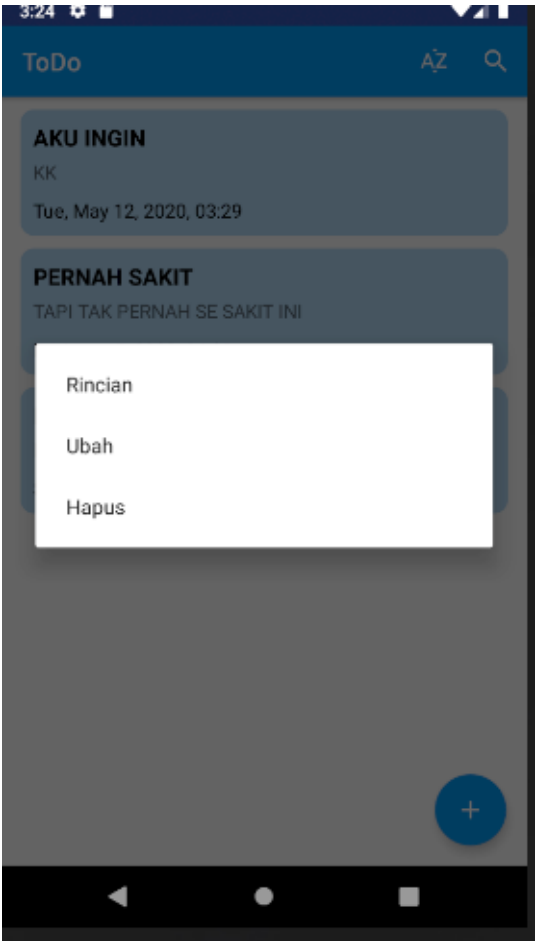 3:24
ToDo
AZ
AKU INGIN
KK
Tue, May 12, 2020, 03:29
PERNAH SAKIT
TAPI TAK PERNAH SE SAKIT INI
Rincian
Ubah
Hapus